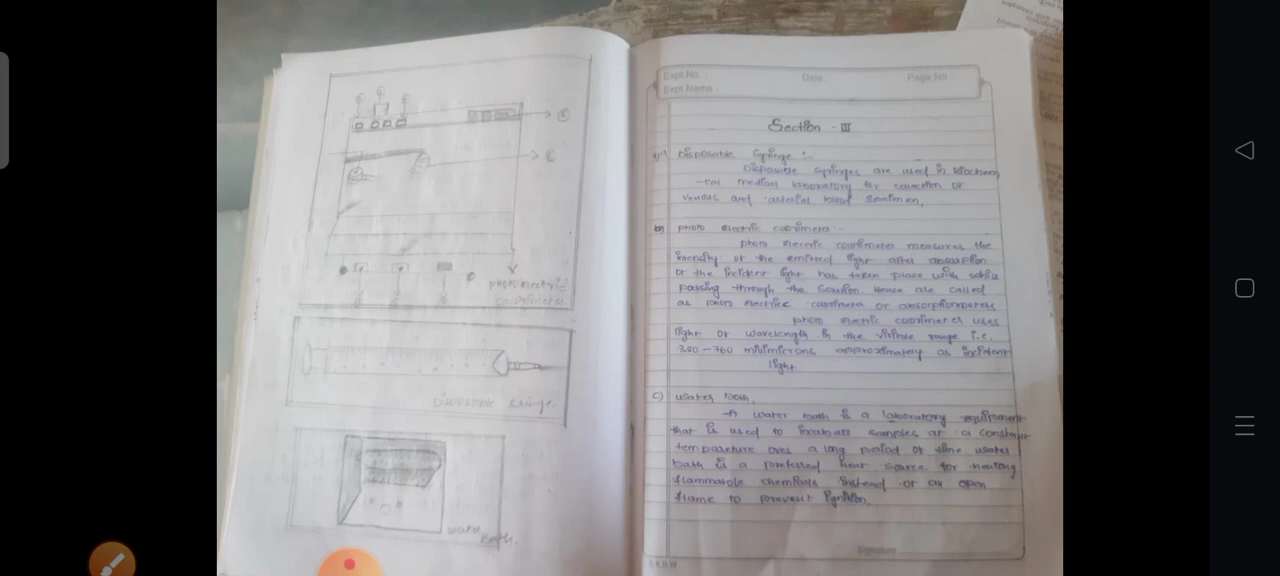 photo electric
colorimeter
Disposable Syringe.
water
bath.
Expt.No. :
Date :
Page No
Expt.Name :
Section - III
a) Disposable Syringe :-
Disposable syringes are used in Biochem
-cal medical laboratory for collection of
venous and arterial blood
b) photo electric colorimeter :-
photo electric colorimeter measures the
intensity of the emitted light after absorption
of the incident light has taken place with
passing through the solution. Hence are called
as photo electric colorimeter or
photo electric colorimeter uses
light of wavelength in the visible range i.e.
380-760 approximately as incident
light
c) water bath.
A water bath is a laboratory equipment
that is used to incubate samples at a constant
temperature over a long period of time water
bath is a preferred heat source for heating
flammable chemicals instead of an open
flame to prevent ignition.
Signature
S.K.B.W